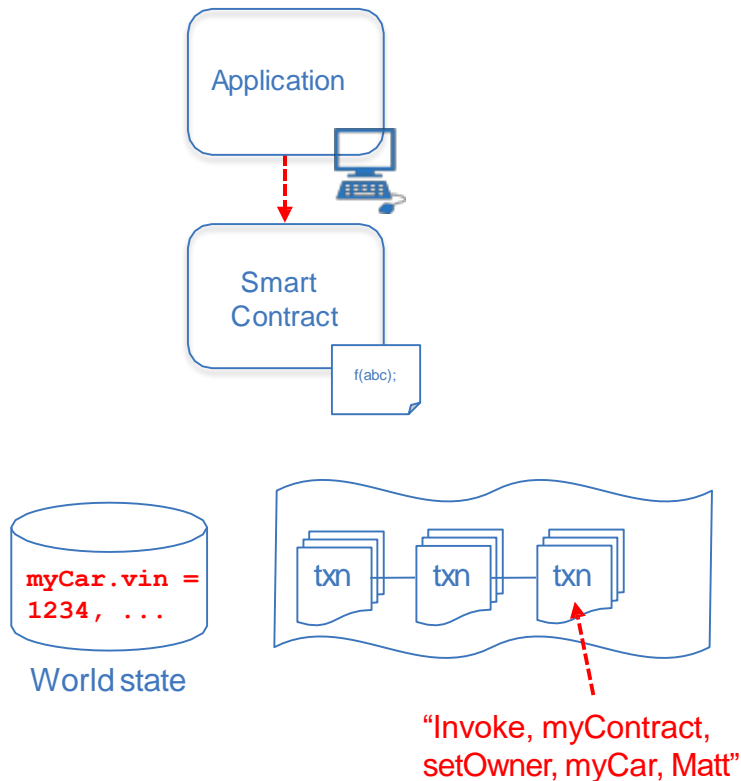 Application
Smart
Contract
f(abc);
myCar.vin =
1234, ...
World state
txn
txn
txn
“Invoke, myContract,
setOwner, myCar, Matt”